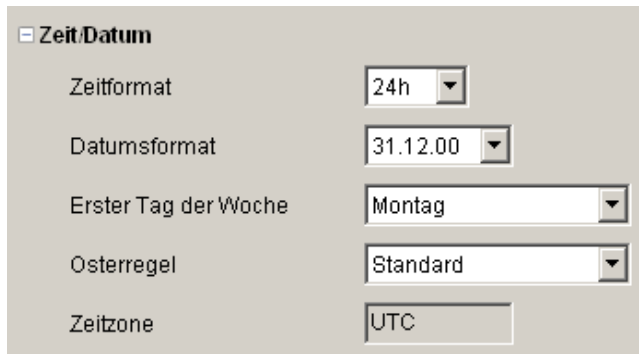 Zeit/Datum
Zeitformat 24h
Datumsformat 31.12.00
Erster Tag der Woche Montag
Osterregel Standard
Zeitzone UTC